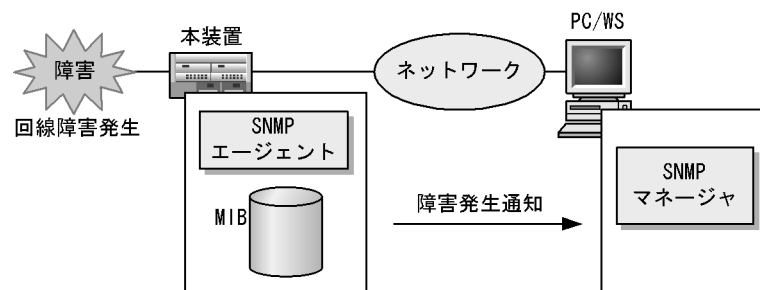 PC/WS
本装置
障害
ネットワーク
回線障害発生
SNMP
エージェント
SNMP
マネージャ
MIB
障害発生通知